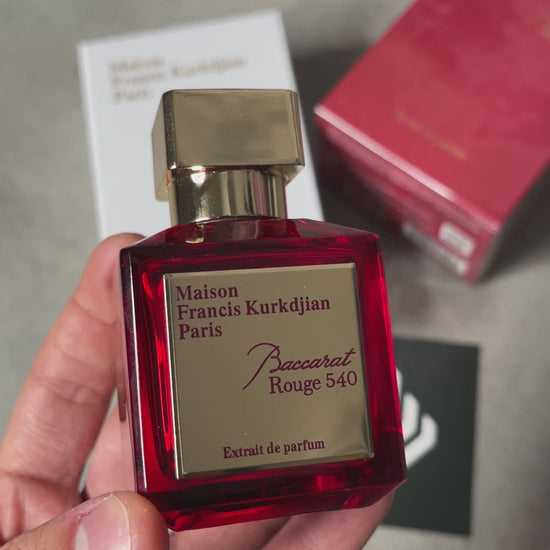 Maison
Francis Kurkdjian
Paris
Maison
Francis Kurkdjian
Paris
Baccarat
Rouge 540
Extrait de parfum